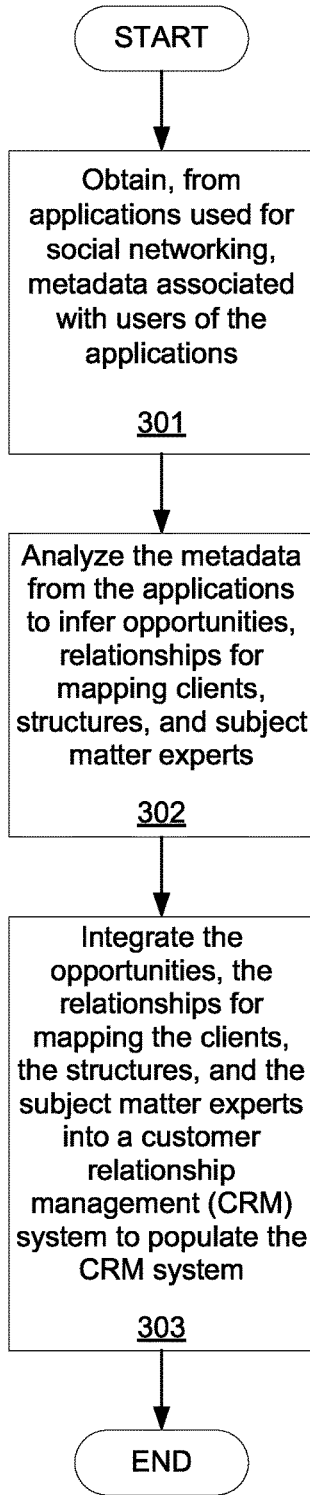 START
Obtain, from
applications used for
social networking,
metadata associated
with users of the
applications
301
Analyze the metadata
from the applications
to infer opportunities,
relationships for
mapping clients,
structures, and subject
matter experts
302
Integrate the
opportunities, the
relationships for
mapping the clients,
the structures, and the
subject matter experts
into a customer
relationship
management (CRM)
system to populate the
CRM system
303
END